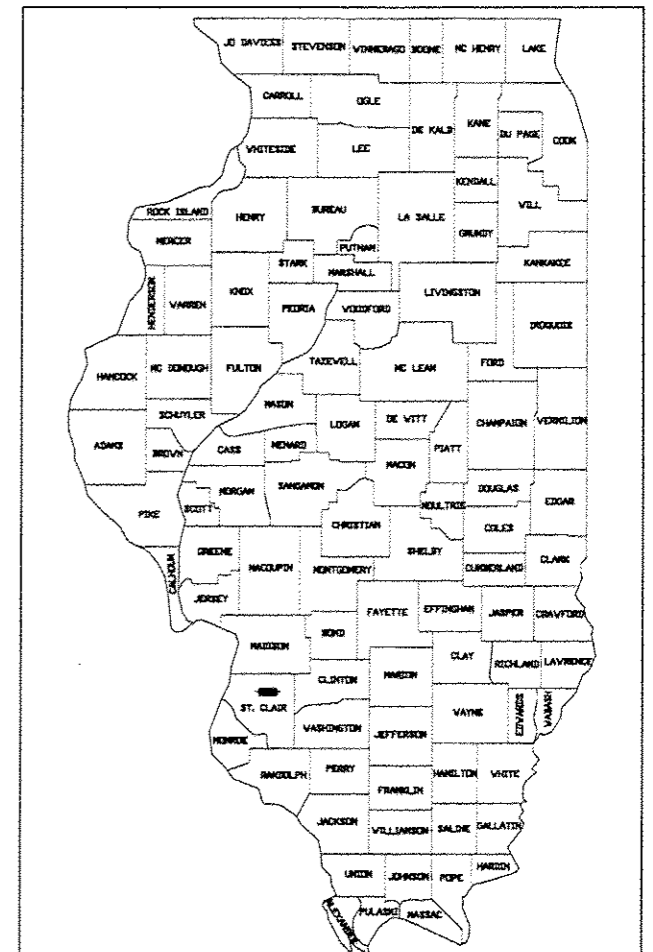 JO DAVIESS
STEVENSON
WINNEBAGO
BOONE
MC HENRY
LAKE
CARROLL
OGLE
DE KALB
KANE
DU PAGE
COOK
WHITESIDE
LEE
KENDALL
WILL
ROCK ISLAND
HENRY
BUREAU
LA SALLE
GRUNDY
MERCER
PUTNAM
KANKAKEE
STARK
MARSHALL
HENDERSON
WARREN
KNOX
PEORIA
WOODFORD
LIVINGSTON
IROQUOIS
HANCOCK
MC DONOUGH
FULTON
TAZEWELL
MC LEAN
FORD
SCHUYLER
MASON
LOGAN
DE WITT
CHAMPAIGN
VERMILION
ADAMS
BROWN
CASS
MENARD
MACON
PIATT
PIKE
SCOTT
MORGAN
SANGAMON
CHRISTIAN
MOULTRIE
DOUGLAS
EDGAR
COLES
CALHOUN
GREENE
MACOUPIN
MONTGOMERY
SHELBY
CUMBERLAND
CLARK
JERSEY
FAYETTE
EFFINGHAM
JASPER
CRAWFORD
MADISON
BOND
CLAY
RICHLAND
LAWRENCE
CLINTON
MARION
ST. CLAIR
WASHINGTON
JEFFERSON
WAYNE
EDWARDS
WABASH
MONROE
RANDOLPH
PERRY
FRANKLIN
HAMILTON
WHITE
JACKSON
WILLIAMSON
SALINE
GALLATIN
UNION
JOHNSON
POPE
HARDIN
ALEXANDER
PULASKI
MASSAC